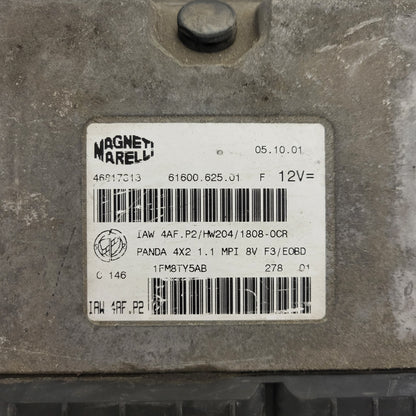 MAGNETI
MARELLI
05.10.01
46817313 61600.625.01 F 12V=
IAW 4AF.P2/HW204/1808-0CR
PANDA 4X2 1.1 MPI 8V F3/EOBD
C 146 1FM8TY5AB 278 01
IAW 4AF.P2